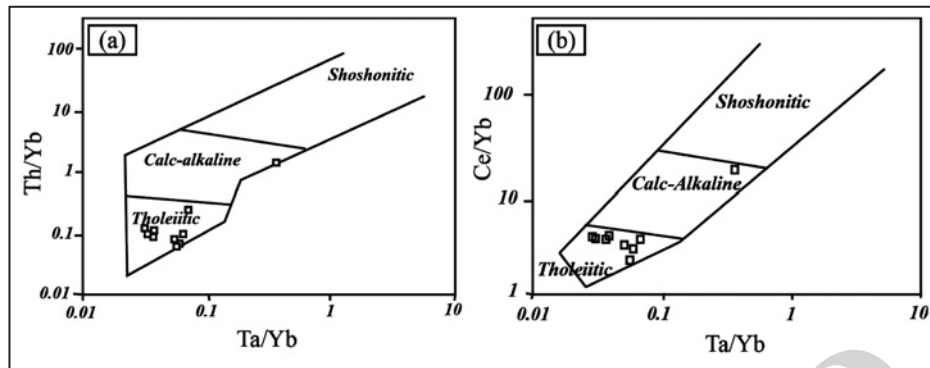 (a)
Th/Yb
100
10
1
0.1
0.01
Shoshonitic
Calc-alkaline
Tholeiitic
0.01 0.1 1 10
Ta/Yb
(b)
Ce/Yb
100
10
1
Shoshonitic
Calc-Alkaline
Tholeiitic
0.01 0.1 1 10
Ta/Yb